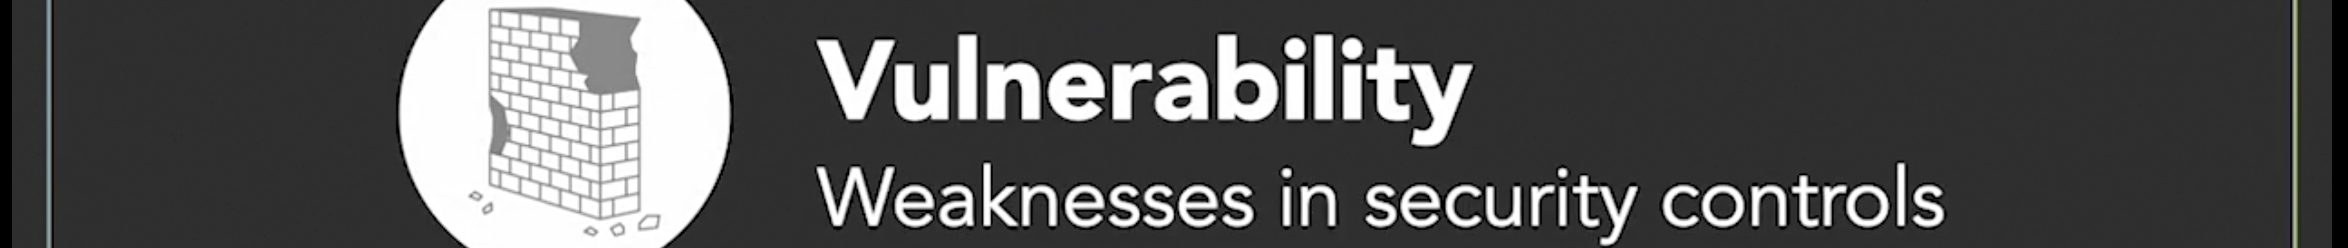 Vulnerability
Weaknesses in security controls